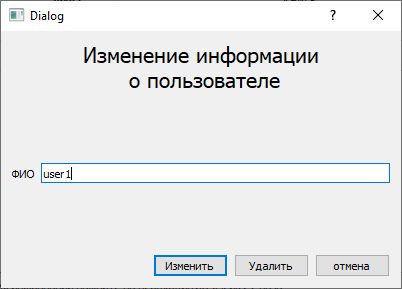 Dialog
Изменение информации
о пользователе
ФИО user1
Изменить Удалить отмена